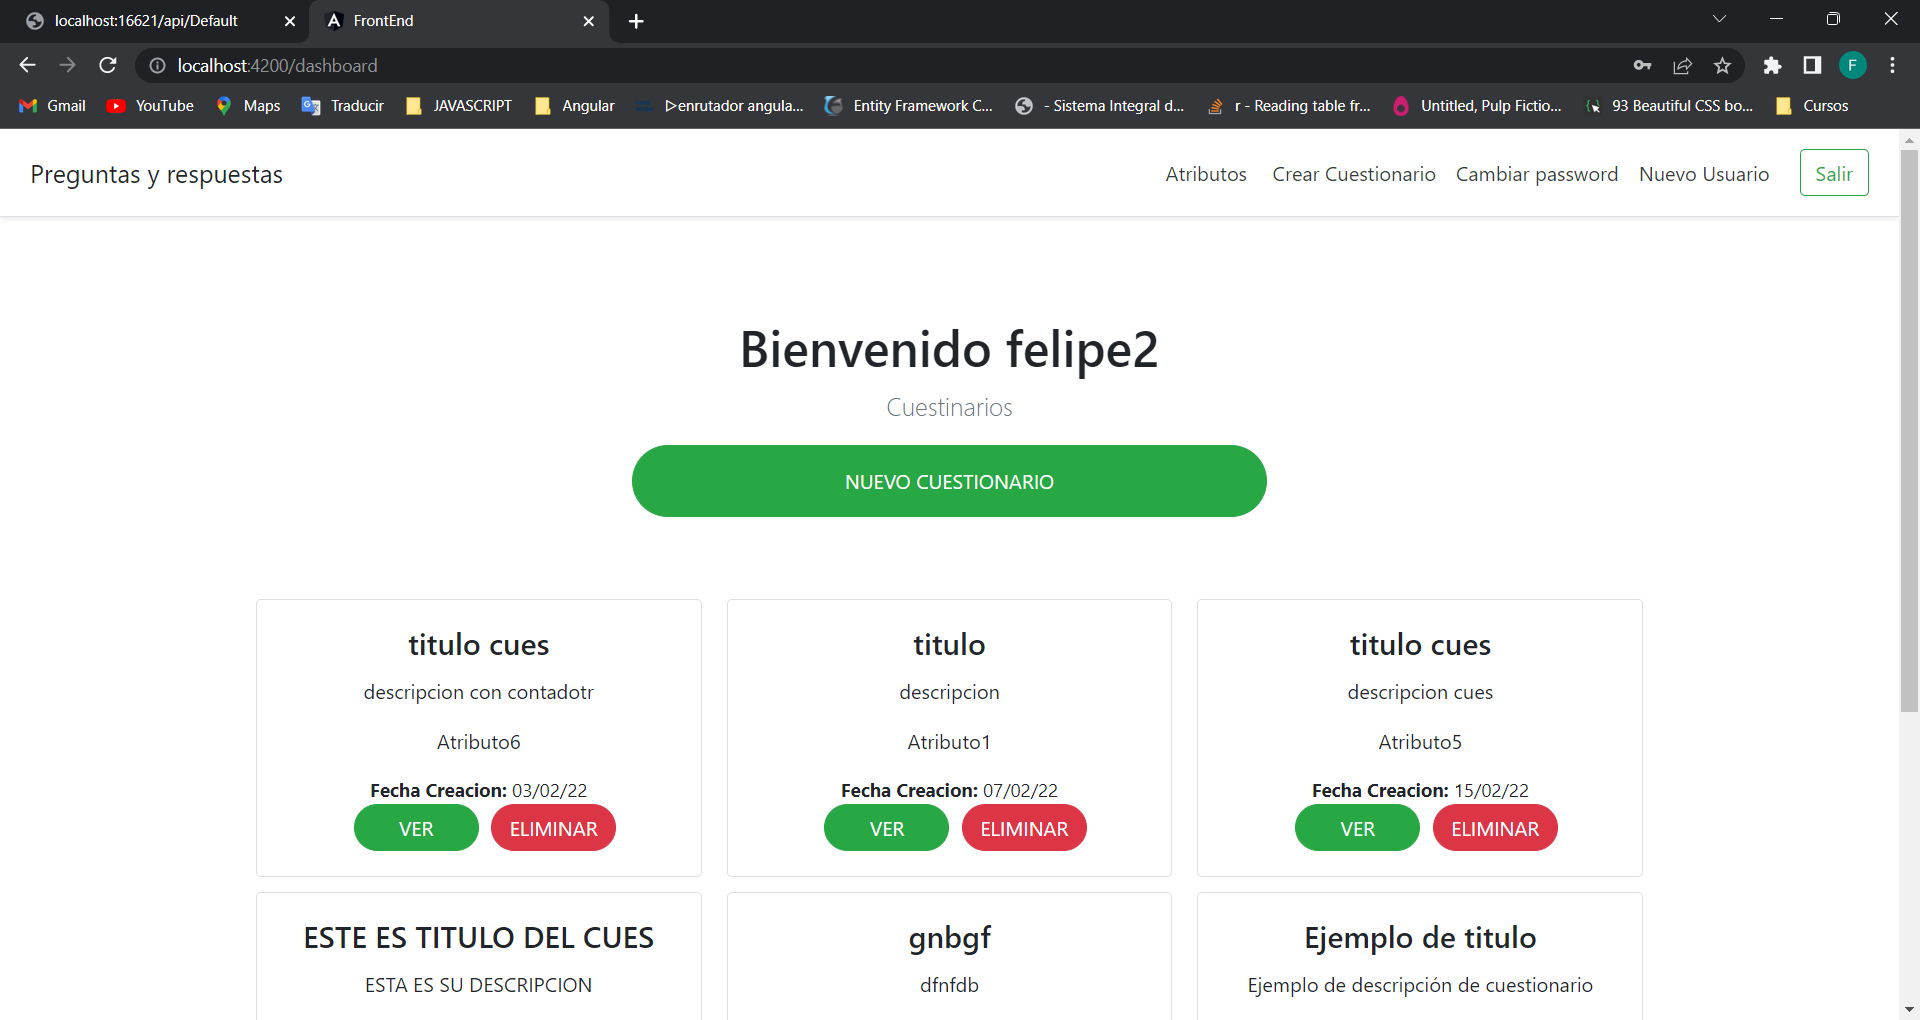 localhost:16621/api/Default
FrontEnd
localhost:4200/dashboard
F
Gmail
YouTube
Maps
Traducir
JAVASCRIPT
Angular
enrutador angula...
Entity Framework C...
- Sistema Integral d...
r - Reading table fr...
Untitled, Pulp Fictio...
93 Beautiful CSS bo...
Cursos
Preguntas y respuestas
Atributos
Crear Cuestionario
Cambiar password
Nuevo Usuario
Salir
Bienvenido felipe2
Cuestinarios
NUEVO CUESTIONARIO
titulo cues
descripcion con contadotr
Atributo6
Fecha Creacion: 03/02/22
VER
ELIMINAR
titulo
descripcion
Atributo1
Fecha Creacion: 07/02/22
VER
ELIMINAR
titulo cues
descripcion cues
Atributo5
Fecha Creacion: 15/02/22
VER
ELIMINAR
ESTE ES TITULO DEL CUES
ESTA ES SU DESCRIPCION
gnbgf
dfnfdb
Ejemplo de titulo
Ejemplo de descripción de cuestionario